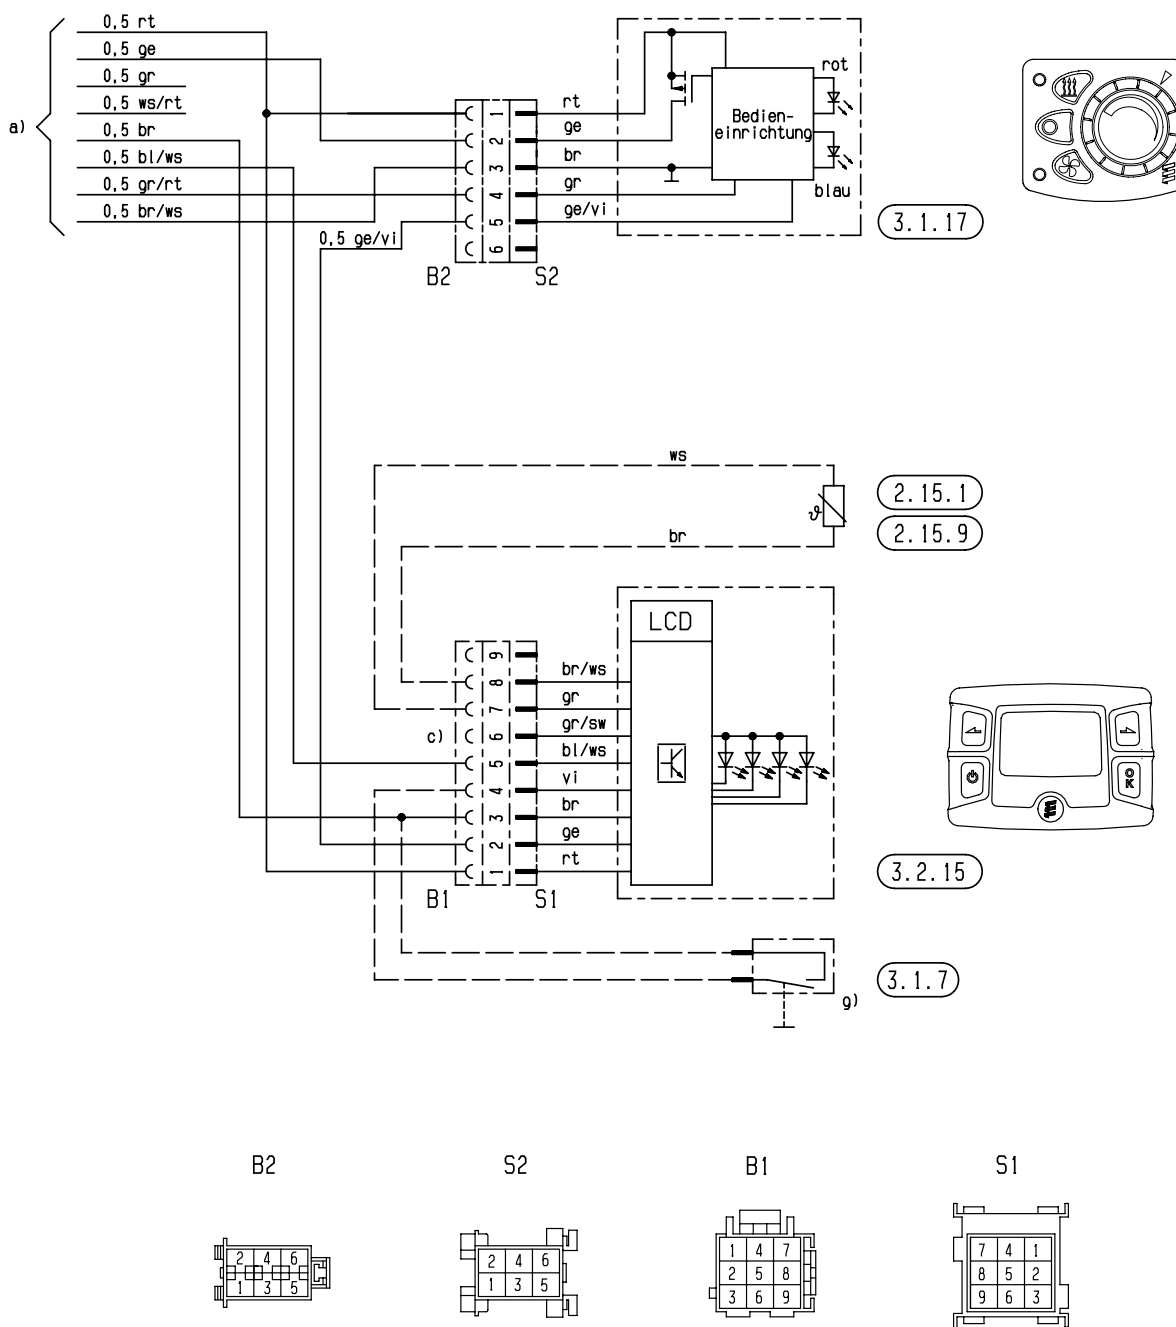 0,5 rt
0,5 ge
0,5 gr
0,5 ws/rt
a)
0,5 br
0,5 bl/ws
0,5 gr/rt
0,5 br/ws
0,5 ge/vi
1
2
3
4
5
6
B2
S2
rt
ge
br
gr
ge/vi
Bedien-
einrichtung
rot
blau
3.1.17
ws
ϑ
br
2.15.1
2.15.9
LCD
9
8
7
6
5
4
3
2
1
c)
br/ws
gr
gr/sw
bl/ws
vi
br
ge
rt
B1
S1
OK
3.2.15
3.1.7
g)
B2
S2
B1
S1
2 4 6
1 3 5
2 4 6
1 3 5
1 4 7
2 5 8
3 6 9
7 4 1
8 5 2
9 6 3